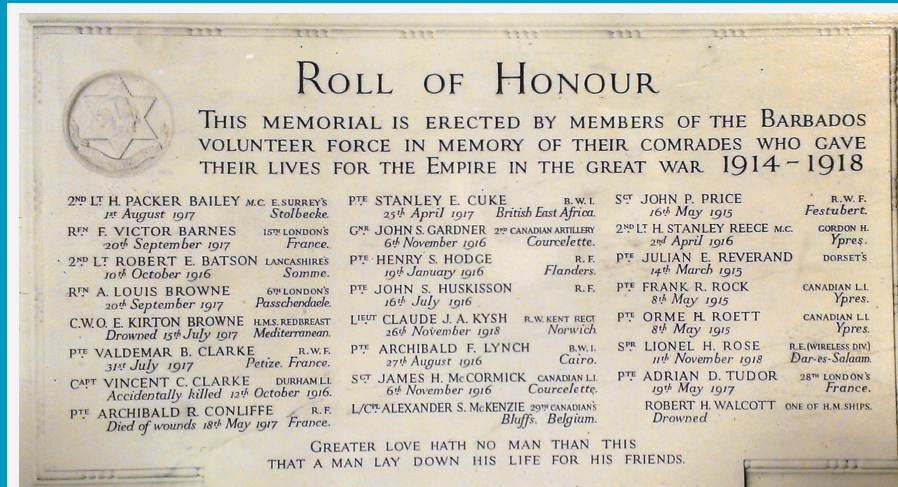 ROLL OF HONOUR
THIS MEMORIAL IS ERECTED BY MEMBERS OF THE BARBADOS
VOLUNTEER FORCE IN MEMORY OF THEIR COMRADES WHO GAVE
THEIR LIVES FOR THE EMPIRE IN THE GREAT WAR 1914-1918
2ND LT H. PACKER BAILEY M.C. E. SURREY'S
1st August 1917 Stolbecke.
RFN F. VICTOR BARNES 15TH LONDON'S
20th September 1917 France.
2ND LT ROBERT E. BATSON LANCASHIRE'S
10th October 1916 Somme.
RFN A. LOUIS BROWNE 6TH LONDON'S
20th September 1917 Passchendaele.
C.W.O. E. KIRTON BROWNE H.M.S. REDBREAST
Drowned 15th July 1917 Mediterranean.
PTE VALDEMAR B. CLARKE R.W.F.
31st July 1917 Petize. France.
CAPT VINCENT C. CLARKE DURHAM L.I.
Accidentally killed 12th October 1916.
PTE ARCHIBALD R. CONLIFFE R.F.
Died of wounds 18th May 1917 France.
PTE STANLEY E. CUKE B.W.I.
25th April 1917 British East Africa.
GNR JOHN S. GARDNER 2ND CANADIAN ARTILLERY
6th November 1916 Courcelette.
PTE HENRY S. HODGE R.F.
19th January 1916 Flanders.
PTE JOHN S. HUSKISSON R.F.
16th July 1916
LIEUT CLAUDE J. A. KYSH R.W. KENT REGT
26th November 1918 Norwich.
PTE ARCHIBALD F. LYNCH B.W.I.
27th August 1916 Cairo.
SGT JAMES H. McCORMICK CANADIAN L.I.
6th November 1916 Courcelette.
L/CPL ALEXANDER S. McKENZIE 29TH CANADIAN'S
Bluffs. Belgium.
SGT JOHN P. PRICE R.W.F.
16th May 1915 Festubert.
2ND LT H. STANLEY REECE M.C. GORDON H.
2nd April 1916 Ypres.
PTE JULIAN E. REVERAND DORSET'S
14th March 1915
PTE FRANK R. ROCK CANADIAN L.I.
8th May 1915 Ypres.
PTE ORME H. ROETT CANADIAN L.I.
8th May 1915 Ypres.
SPR LIONEL H. ROSE R.E. (WIRELESS DIV.)
11th November 1918 Dar-es-Salaam.
PTE ADRIAN D. TUDOR 28TH LONDON'S
19th May 1917 France.
ROBERT H. WALCOTT ONE OF H.M. SHIPS.
Drowned
GREATER LOVE HATH NO MAN THAN THIS
THAT A MAN LAY DOWN HIS LIFE FOR HIS FRIENDS.